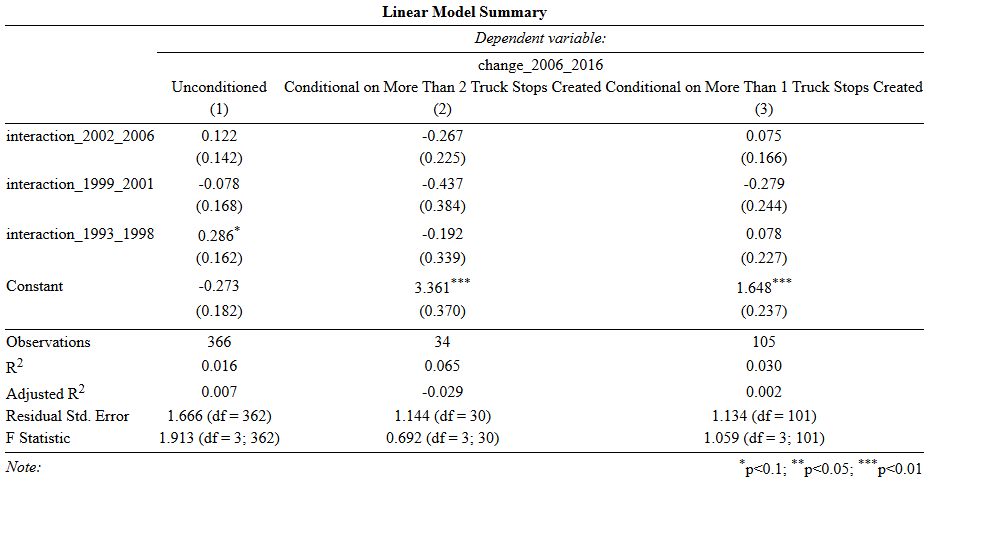 Linear Model Summary
Dependent variable:
change_2006_2016
Unconditioned Conditional on More Than 2 Truck Stops Created Conditional on More Than 1 Truck Stops Created
(1) (2) (3)
interaction_2002_2006 0.122 -0.267 0.075
(0.142) (0.225) (0.166)
interaction_1999_2001 -0.078 -0.437 -0.279
(0.168) (0.384) (0.244)
interaction_1993_1998 0.286* -0.192 0.078
(0.162) (0.339) (0.227)
Constant -0.273 3.361*** 1.648***
(0.182) (0.370) (0.237)
Observations 366 34 105
R2 0.016 0.065 0.030
Adjusted R2 0.007 -0.029 0.002
Residual Std. Error 1.666 (df = 362) 1.144 (df = 30) 1.134 (df = 101)
F Statistic 1.913 (df = 3; 362) 0.692 (df = 3; 30) 1.059 (df = 3; 101)
Note: *p<0.1; **p<0.05; ***p<0.01